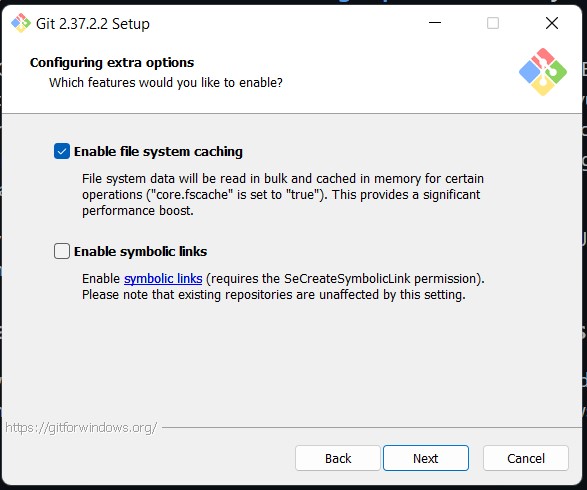 Git 2.37.2.2 Setup
Configuring extra options
Which features would you like to enable?
Enable file system caching
File system data will be read in bulk and cached in memory for certain
operations ("core.fscache" is set to "true"). This provides a significant
performance boost.
Enable symbolic links
Enable symbolic links (requires the SeCreateSymbolicLink permission).
Please note that existing repositories are unaffected by this setting.
https://gitforwindows.org/
Back
Next
Cancel